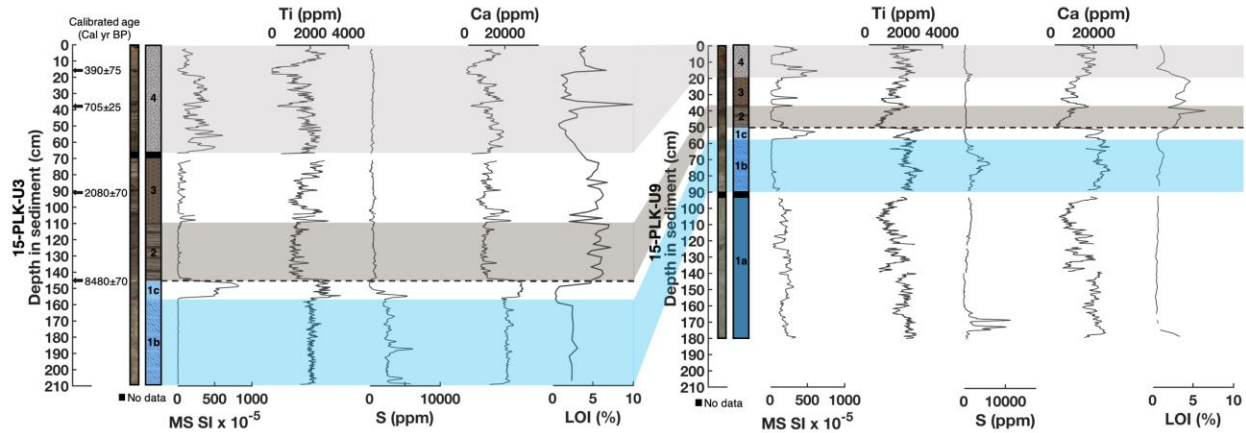 Calibrated age
(Cal yr BP)
Ti (ppm)
0 2000 4000
Ca (ppm)
0 20000
0
10
20
30
40
50
60
70
80
90
100
110
120
130
140
150
160
170
180
190
200
210
390±75
705±25
2080±70
8480±70
4
3
2
1c
1b
15-PLK-U3
Depth in sediment (cm)
No data
0 500 1000
MS SI x 10-5
0 10000
S (ppm)
0 5 10
LOI (%)
Ti (ppm)
0 2000 4000
Ca (ppm)
0 20000
0
10
20
30
40
50
60
70
80
90
100
110
120
130
140
150
160
170
180
190
200
210
4
3
2
1c
1b
1a
15-PLK-U9
Depth in sediment (cm)
No data
0 500 1000
MS SI x 10-5
0 10000
S (ppm)
0 5 10
LOI (%)